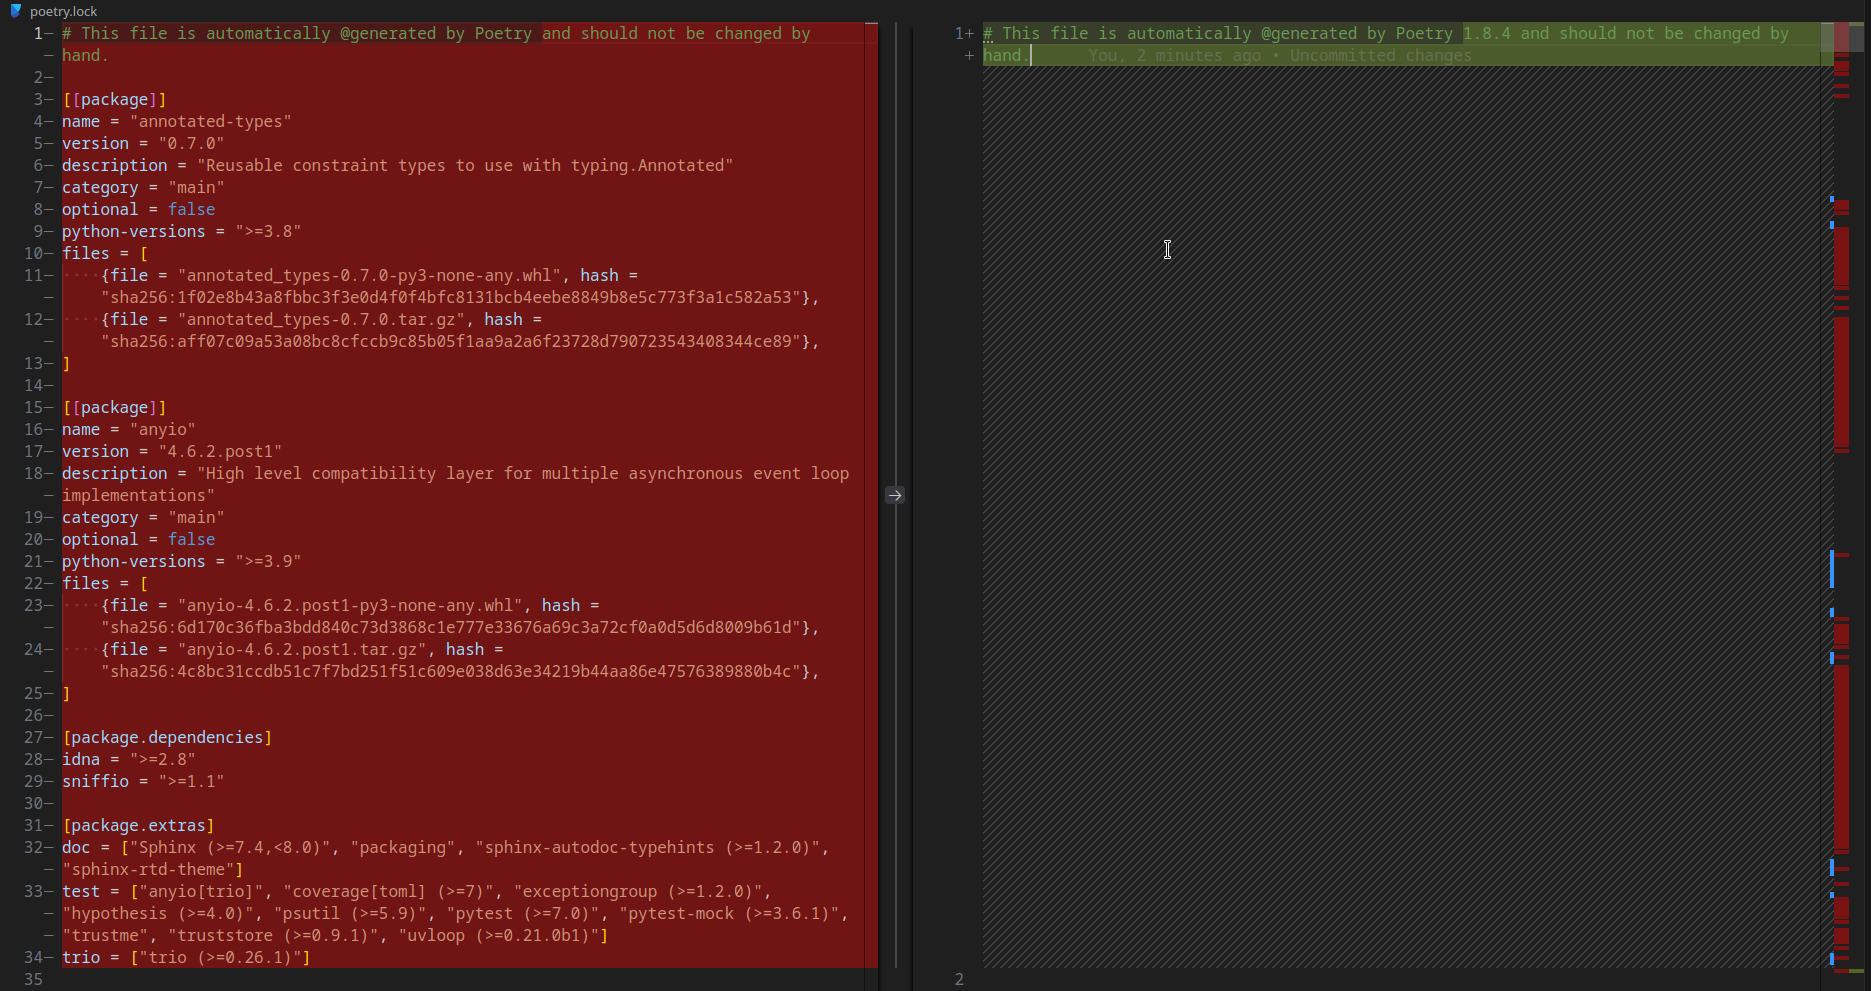 poetry.lock
1— # This file is automatically @generated by Poetry and should not be changed by
— hand.
2—
3— [[package]]
4— name = "annotated-types"
5— version = "0.7.0"
6— description = "Reusable constraint types to use with typing.Annotated"
7— category = "main"
8— optional = false
9— python-versions = ">=3.8"
10— files = [
11— ····{file = "annotated_types-0.7.0-py3-none-any.whl", hash =
— "sha256:1f02e8b43a8fbbc3f3e0d4f0f4bfc8131bcb4eebe8849b8e5c773f3a1c582a53"},
12— ····{file = "annotated_types-0.7.0.tar.gz", hash =
— "sha256:aff07c09a53a08bc8cfccb9c85b05f1aa9a2a6f23728d790723543408344ce89"},
13— ]
14—
15— [[package]]
16— name = "anyio"
17— version = "4.6.2.post1"
18— description = "High level compatibility layer for multiple asynchronous event loop
— implementations"
19— category = "main"
20— optional = false
21— python-versions = ">=3.9"
22— files = [
23— ····{file = "anyio-4.6.2.post1-py3-none-any.whl", hash =
— "sha256:6d170c36fba3bdd840c73d3868c1e777e33676a69c3a72cf0a0d5d6d8009b61d"},
24— ····{file = "anyio-4.6.2.post1.tar.gz", hash =
— "sha256:4c8bc31ccdb51c7f7bd251f51c609e038d63e34219b44aa86e47576389880b4c"},
25— ]
26—
27— [package.dependencies]
28— idna = ">=2.8"
29— sniffio = ">=1.1"
30—
31— [package.extras]
32— doc = ["Sphinx (>=7.4,<8.0)", "packaging", "sphinx-autodoc-typehints (>=1.2.0)",
— "sphinx-rtd-theme"]
33— test = ["anyio[trio]", "coverage[toml] (>=7)", "exceptiongroup (>=1.2.0)",
— "hypothesis (>=4.0)", "psutil (>=5.9)", "pytest (>=7.0)", "pytest-mock (>=3.6.1)",
— "trustme", "truststore (>=0.9.1)", "uvloop (>=0.21.0b1)"]
34— trio = ["trio (>=0.26.1)"]
35
1+ # This file is automatically @generated by Poetry 1.8.4 and should not be changed by
+ hand. You, 2 minutes ago • Uncommitted changes
2